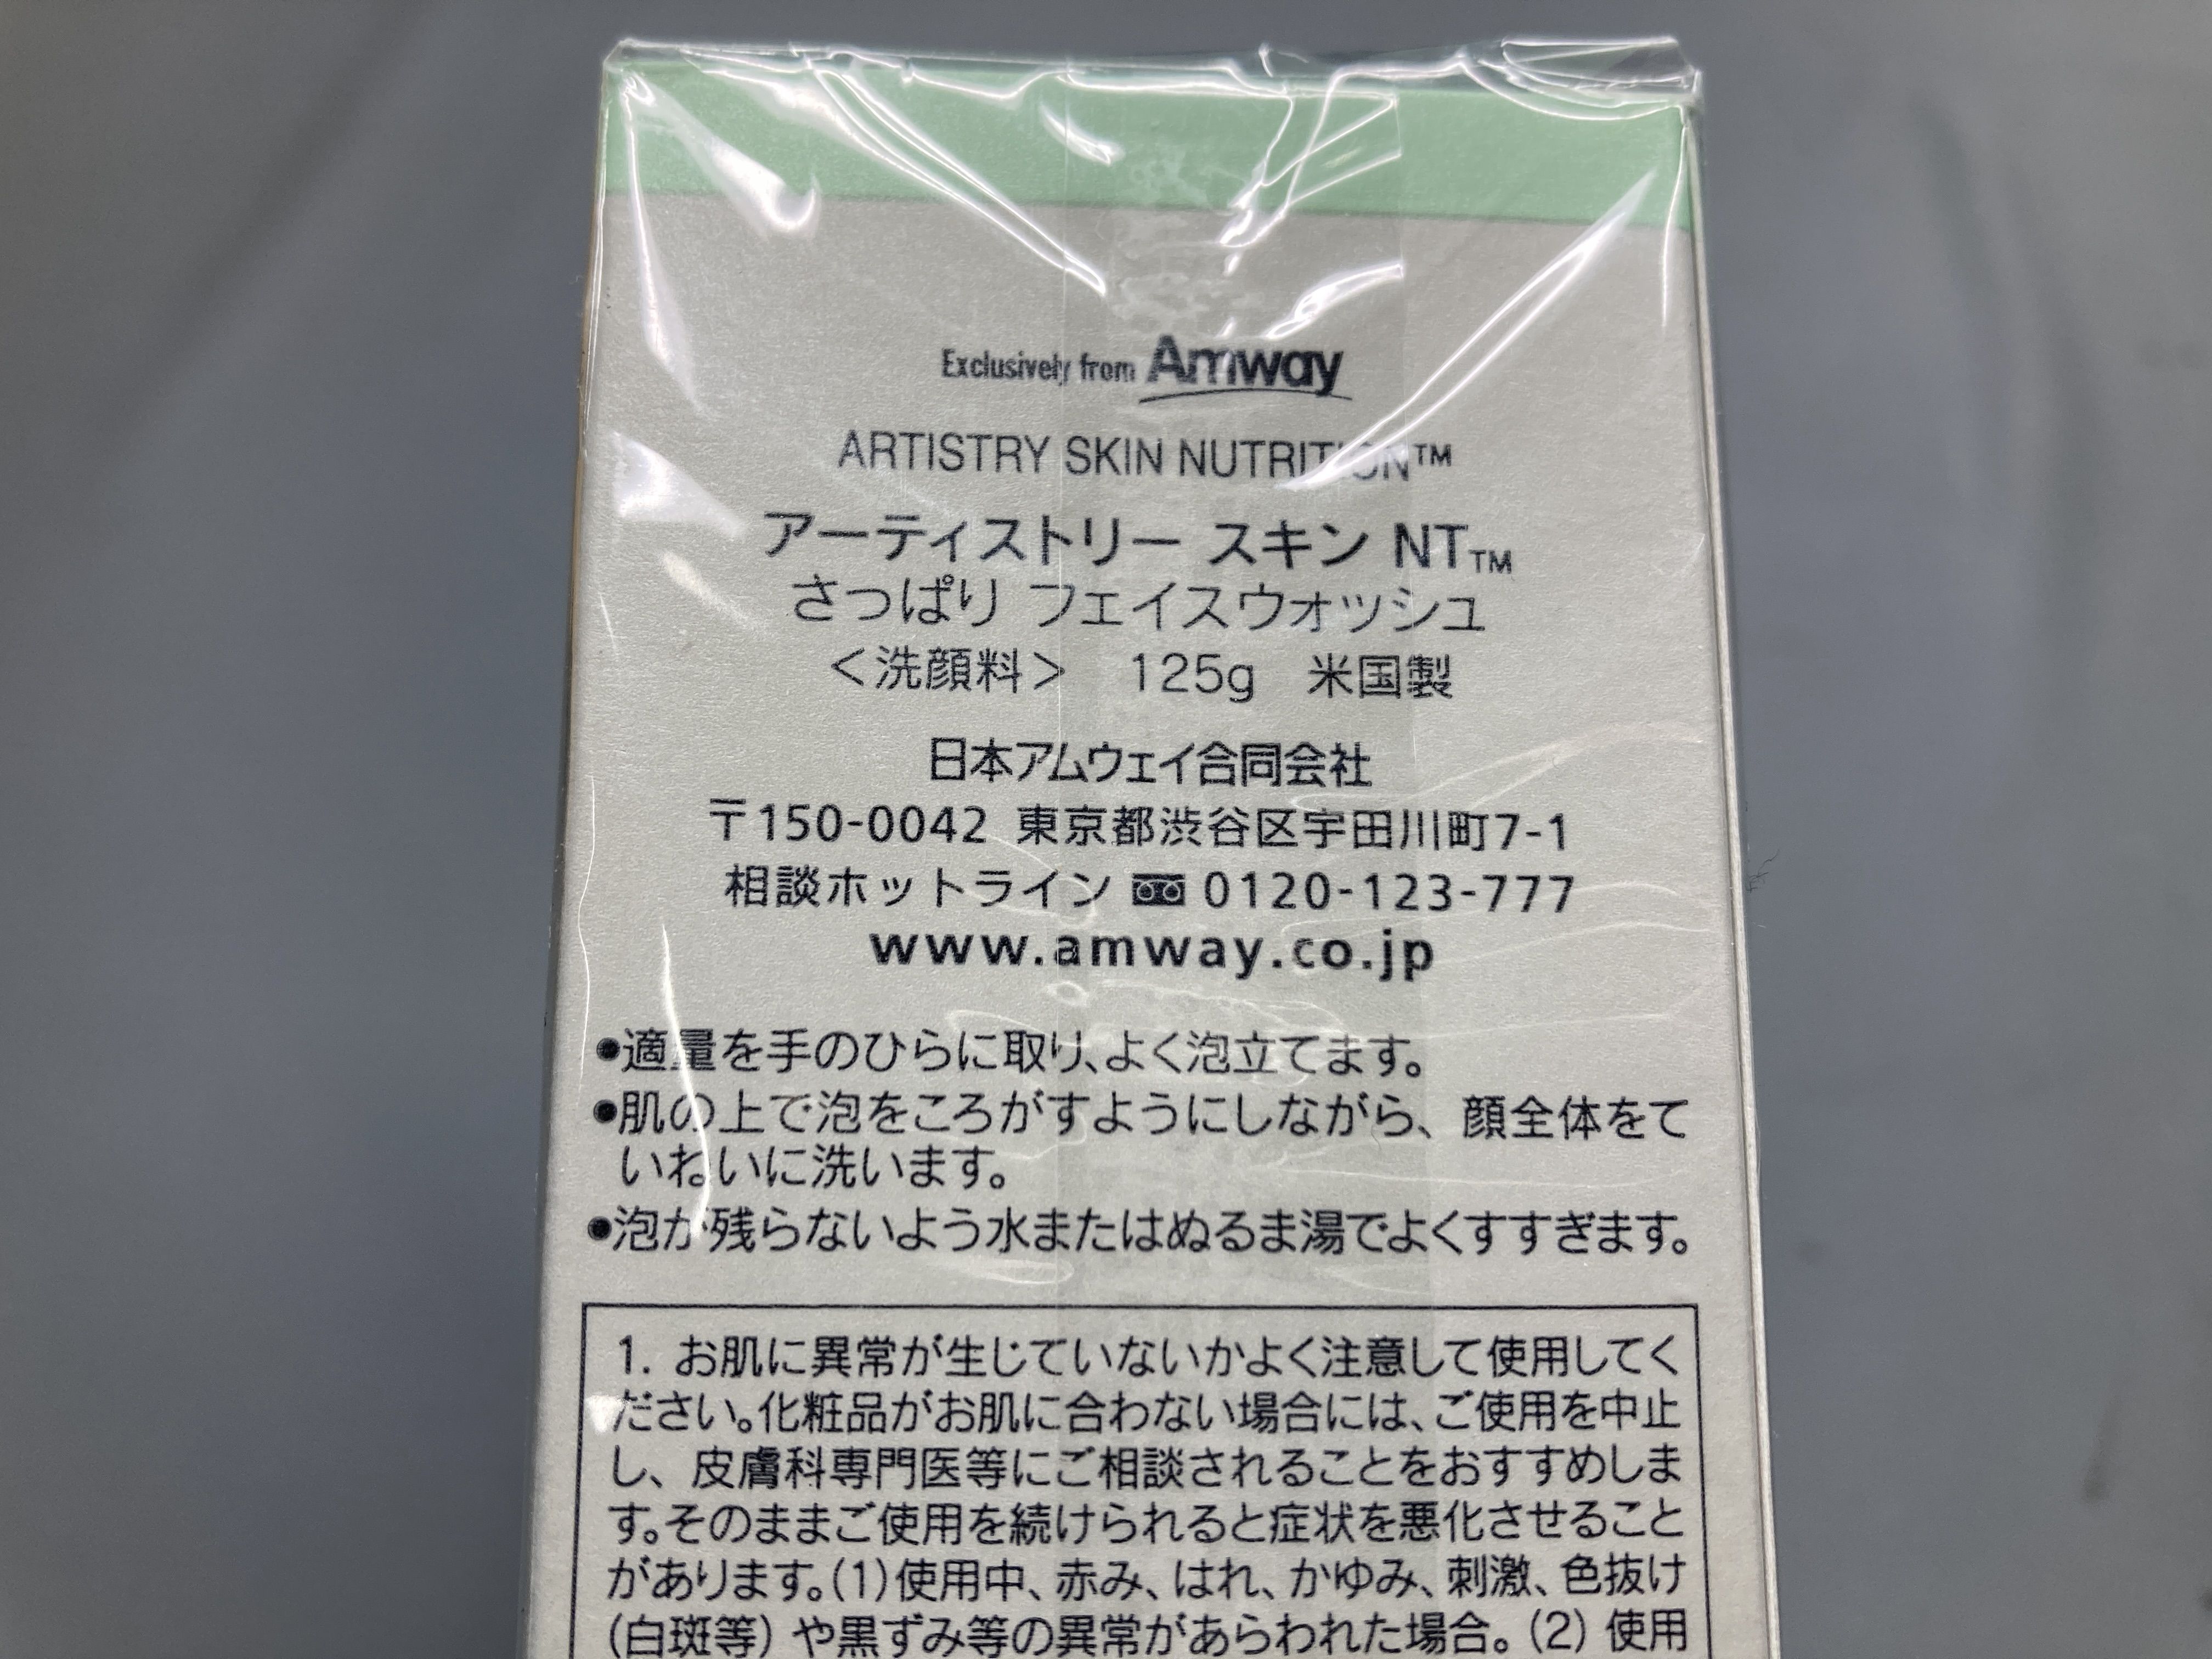 Exclusively from Amway
ARTISTRY SKIN NUTRITION™
アーティストリー スキン NT™
さっぱり フェイスウォッシュ
＜洗顔料＞ 125g 米国製
日本アムウェイ合同会社
〒150-0042 東京都渋谷区宇田川町7-1
相談ホットライン 0120-123-777
www.amway.co.jp
●適量を手のひらに取り、よく泡立てます。
●肌の上で泡をころがすようにしながら、顔全体をて
いねいに洗います。
●泡が残らないよう水またはぬるま湯でよくすすぎます。
1. お肌に異常が生じていないかよく注意して使用してく
ださい。化粧品がお肌に合わない場合には、ご使用を中止
し、皮膚科専門医等にご相談されることをおすすめしま
す。そのままご使用を続けられると症状を悪化させること
があります。(1)使用中、赤み、はれ、かゆみ、刺激、色抜け
(白斑等)や黒ずみ等の異常があらわれた場合。(2) 使用